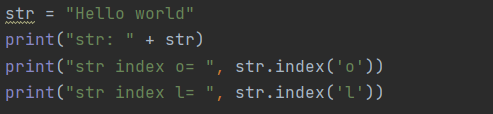 str = "Hello world"
print("str: " + str)
print("str index o= ", str.index('o'))
print("str index l= ", str.index('l'))